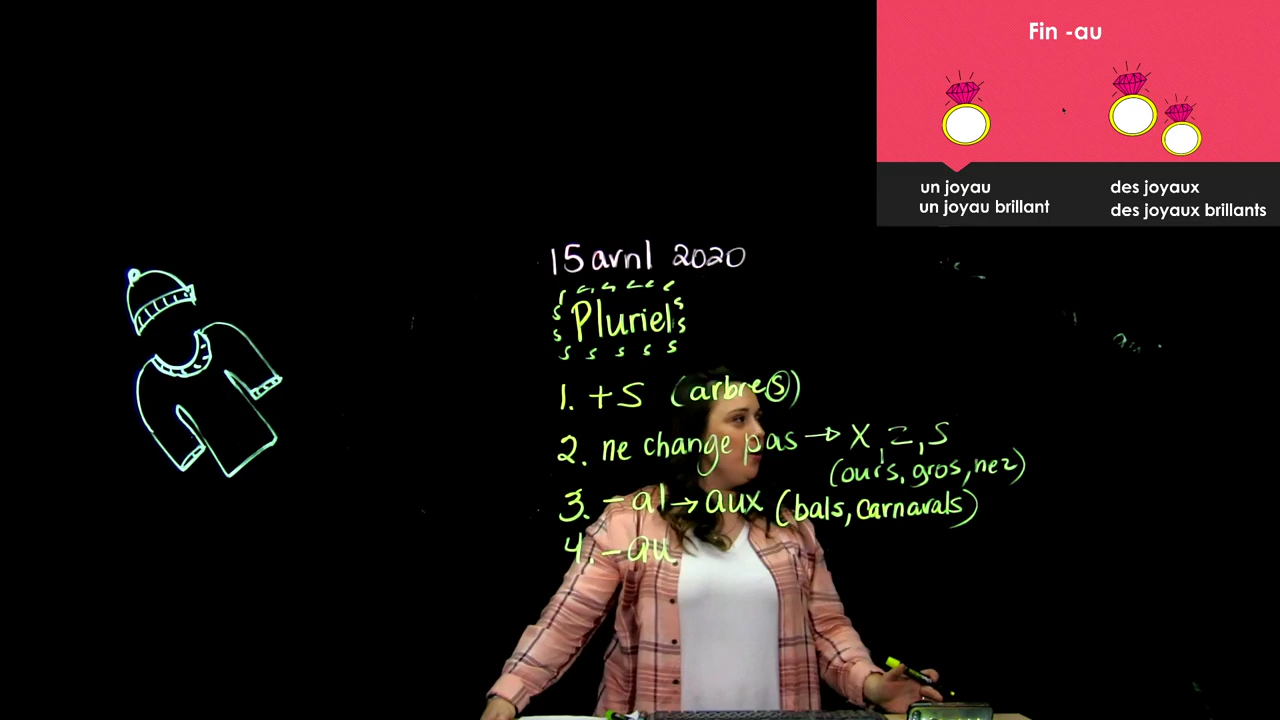 Fin -au
un joyau
un joyau brillant
des joyaux
des joyaux brillants
15 avril 2020
Pluriel
1. +S (arbres)
2. ne change pas → X, Z, S
(ours, gros, nez)
3. -al → aux (bals, carnavals)
4. -au